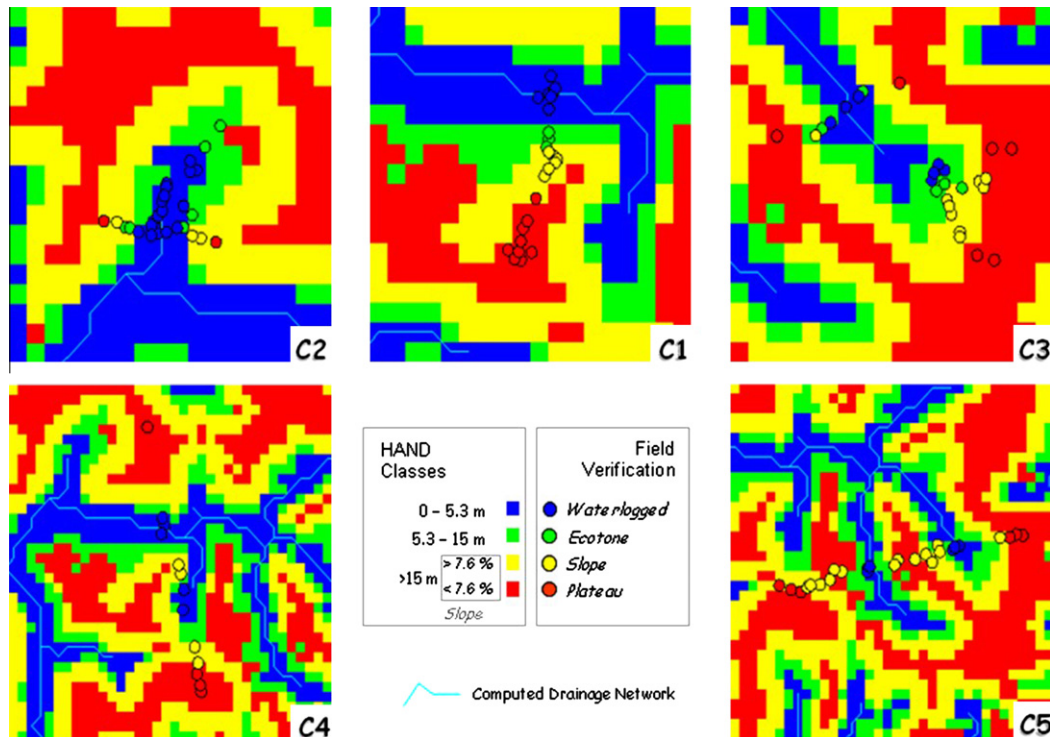 C2
C1
C3
HAND
Classes
0 – 5.3 m
5.3 – 15 m
>15 m
> 7.6 %
< 7.6 %
Slope
Field
Verification
Waterlogged
Ecotone
Slope
Plateau
Computed Drainage Network
C4
C5